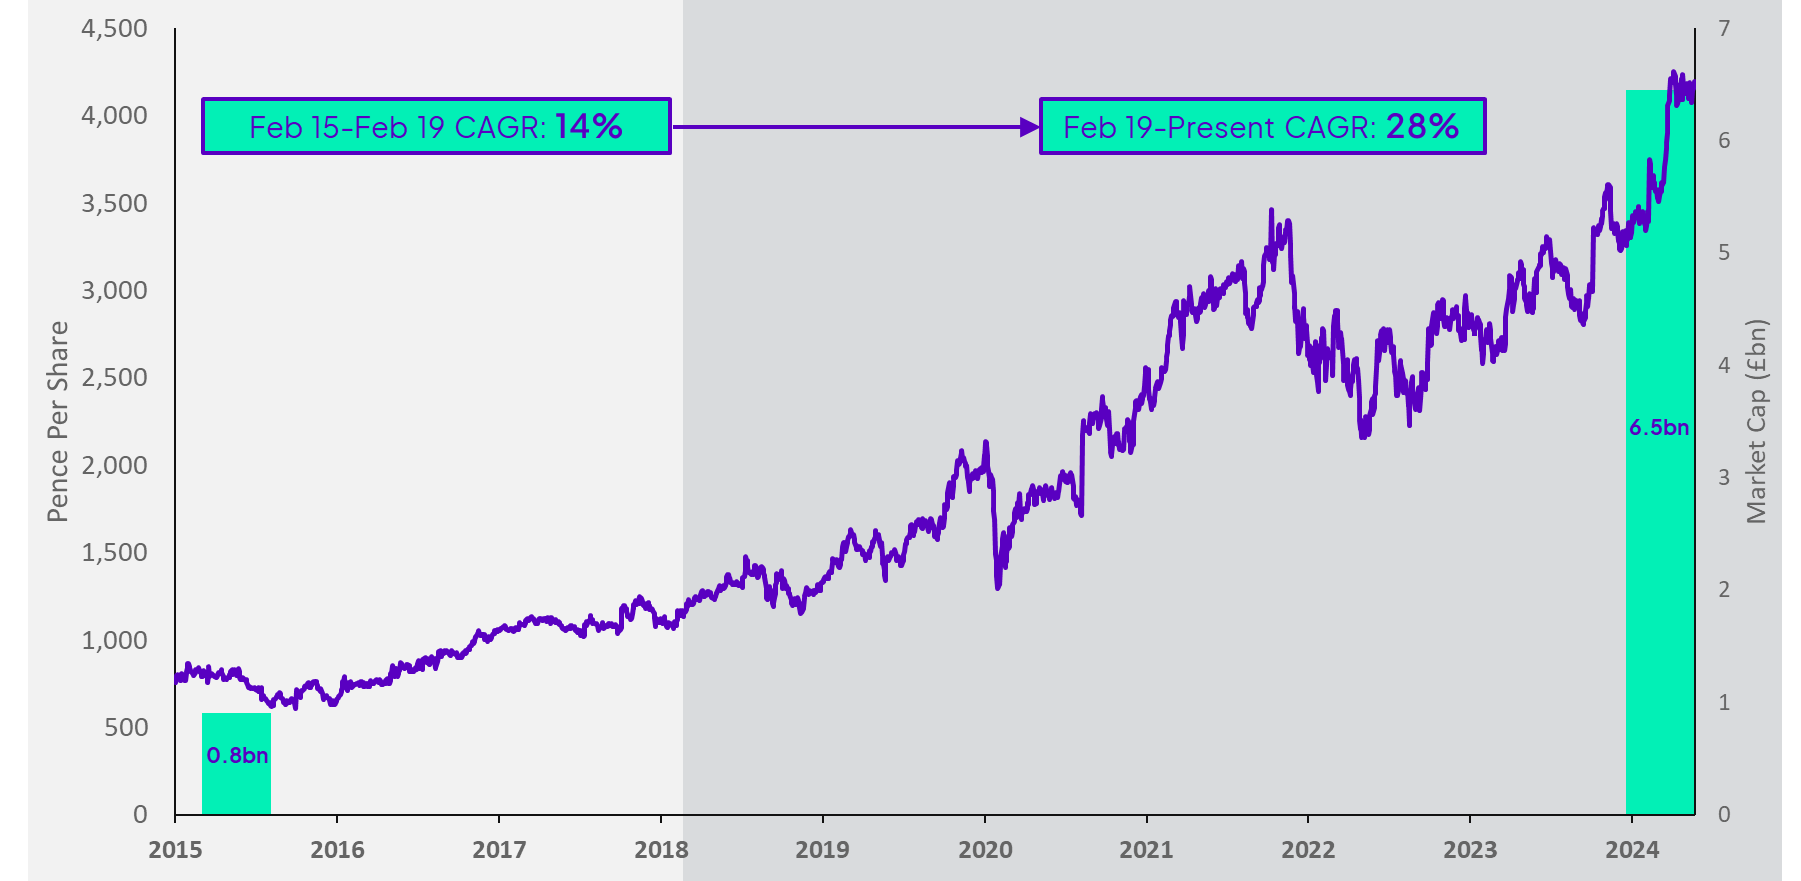 4,500
4,000
3,500
3,000
2,500
2,000
1,500
1,000
500
0
Pence Per Share
Feb 15-Feb 19 CAGR: 14%
Feb 19-Present CAGR: 28%
0.8bn
6.5bn
7
6
5
4
3
2
1
0
Market Cap (£bn)
2015 2016 2017 2018 2019 2020 2021 2022 2023 2024